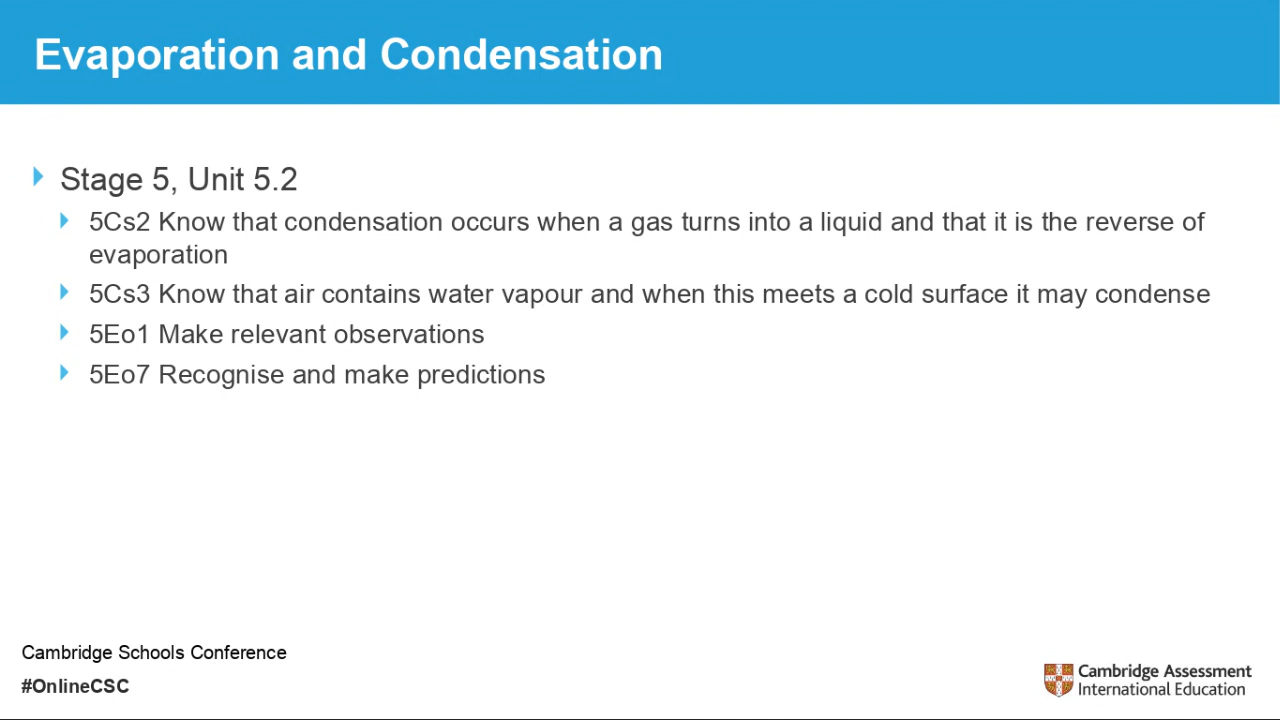 Evaporation and Condensation
Stage 5, Unit 5.2
5Cs2 Know that condensation occurs when a gas turns into a liquid and that it is the reverse of
evaporation
5Cs3 Know that air contains water vapour and when this meets a cold surface it may condense
5Eo1 Make relevant observations
5Eo7 Recognise and make predictions
Cambridge Schools Conference
#OnlineCSC
Cambridge Assessment
International Education